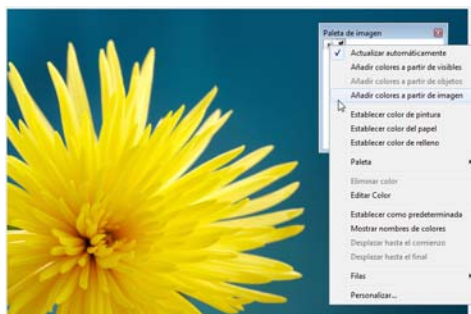 Paleta de imagen
Actualizar automáticamente
Añadir colores a partir de visibles
Añadir colores a partir de objetos
Añadir colores a partir de imagen
Establecer color de pintura
Establecer color del papel
Establecer color de relleno
Paleta
Eliminar color
Editar Color
Establecer como predeterminada
Mostrar nombres de colores
Desplazar hasta el comienzo
Desplazar hasta el final
Filas
Personalizar...